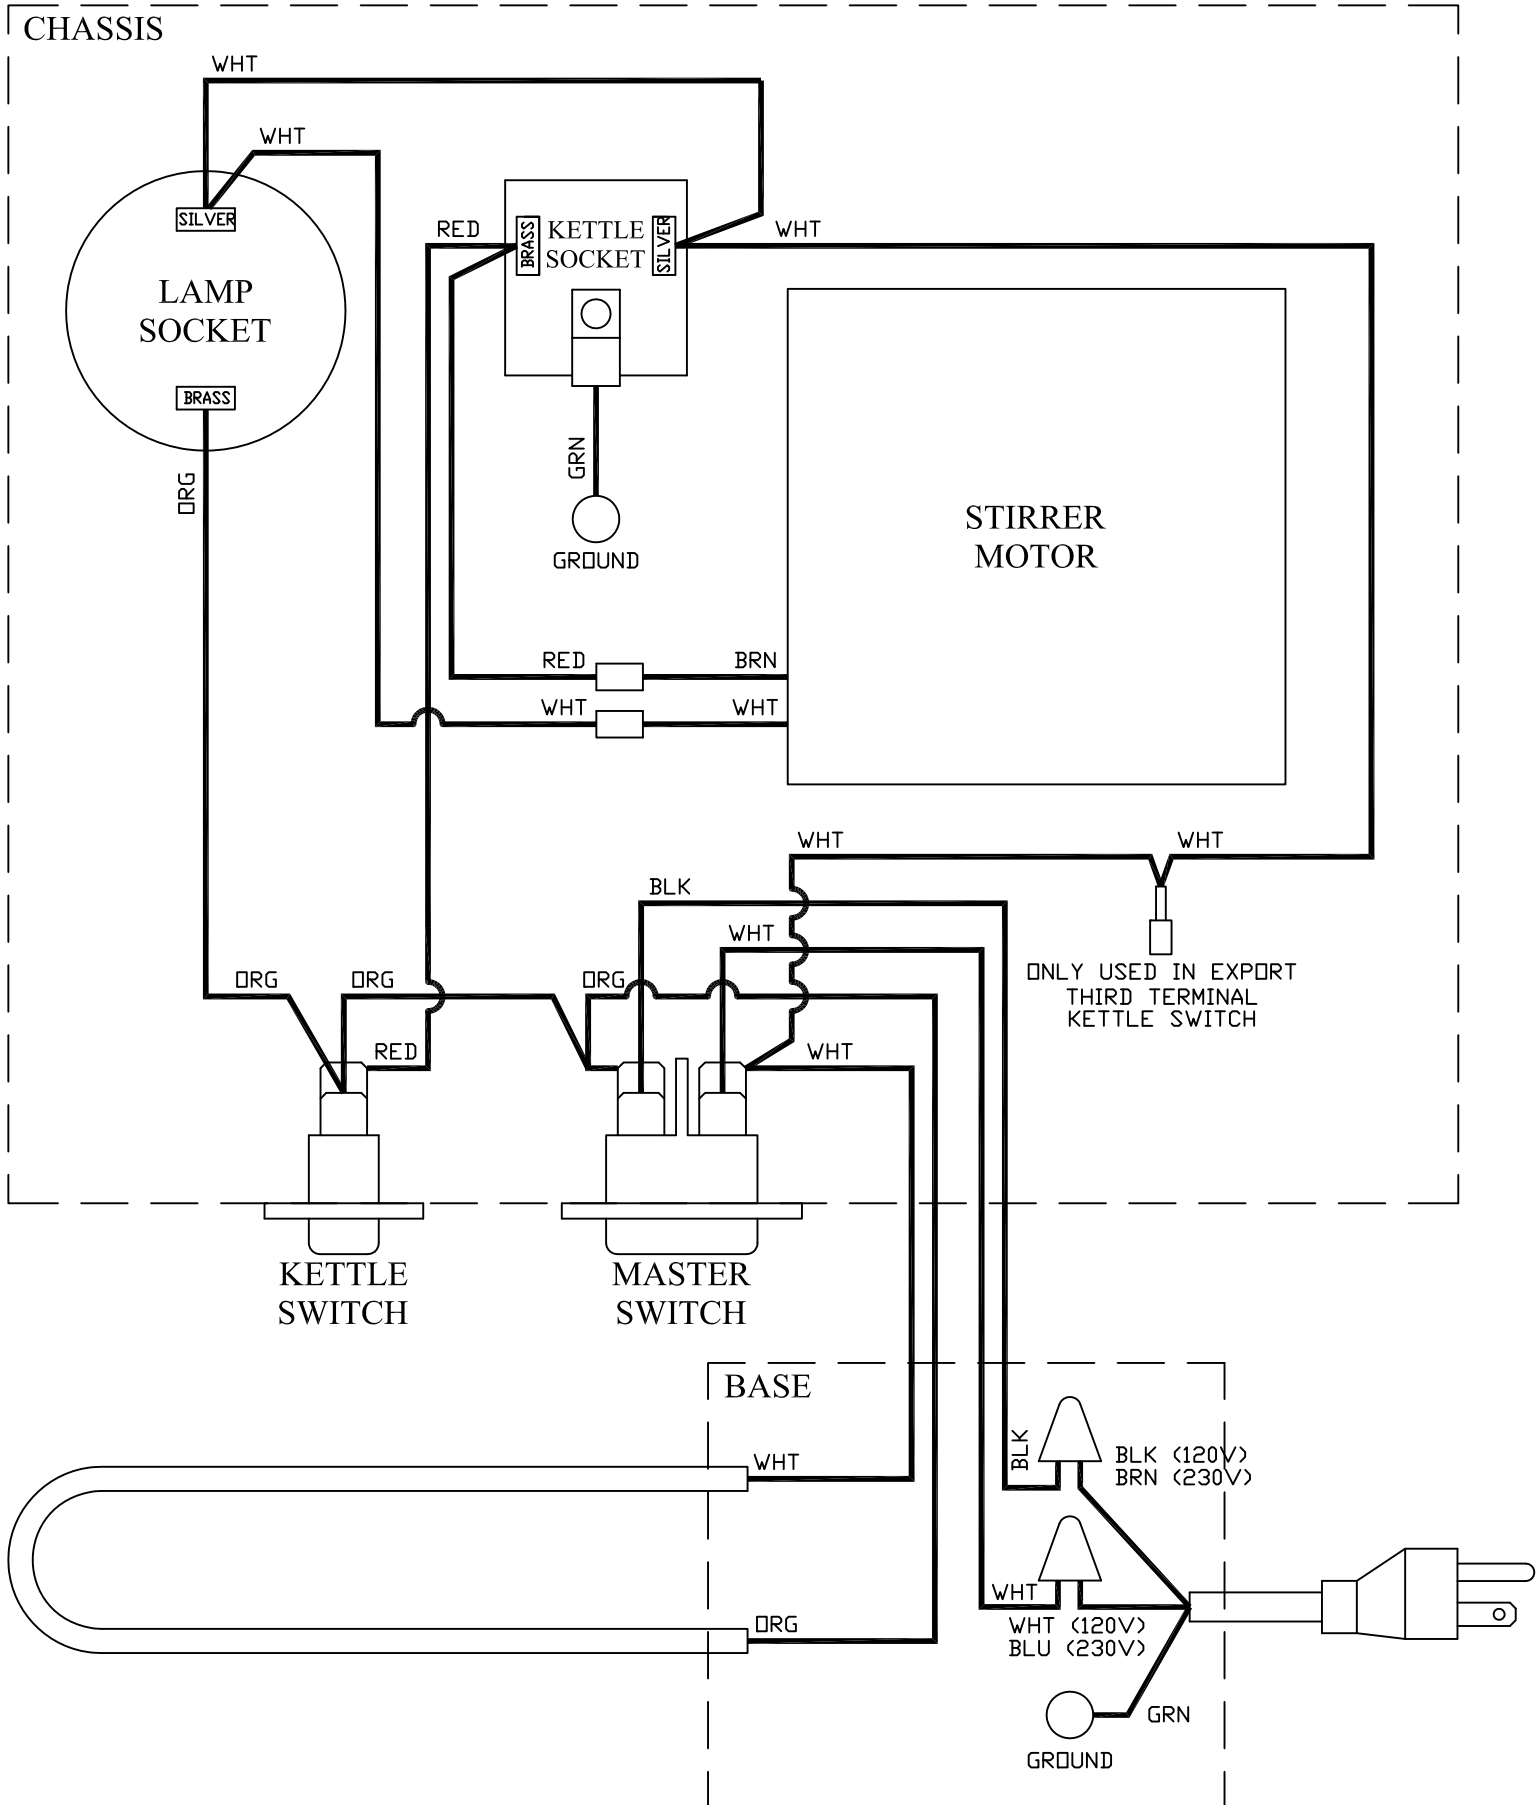 CHASSIS
WHT
WHT
SILVER
LAMP
SOCKET
BRASS
ORG
RED
BRASS
KETTLE
SOCKET
SILVER
WHT
GRN
GROUND
STIRRER
MOTOR
RED
BRN
WHT
WHT
WHT
WHT
BLK
WHT
ONLY USED IN EXPORT
THIRD TERMINAL
KETTLE SWITCH
ORG
ORG
ORG
RED
WHT
KETTLE
SWITCH
MASTER
SWITCH
BASE
WHT
BLK
BLK (120V)
BRN (230V)
WHT
WHT (120V)
BLU (230V)
ORG
GRN
GROUND